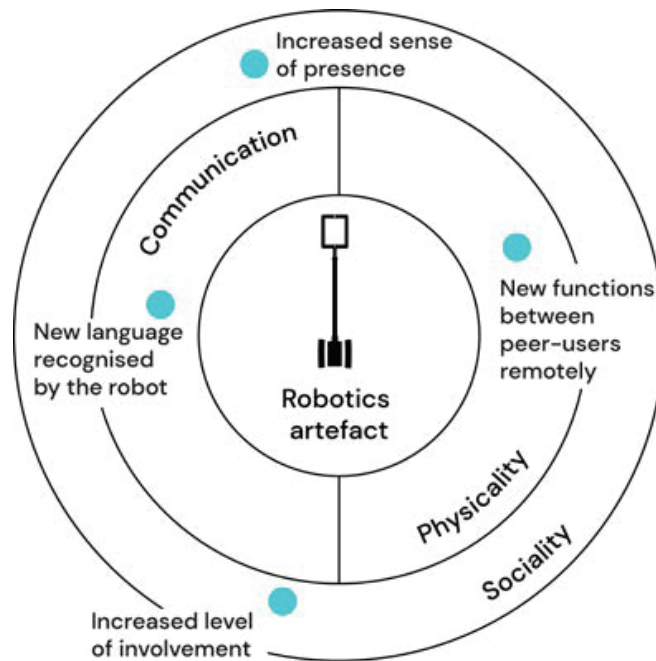 Increased sense
of presence
Communication
New language
recognised
by the robot
Robotics
artefact
New functions
between
peer-users
remotely
Physicality
Sociality
Increased level
of involvement